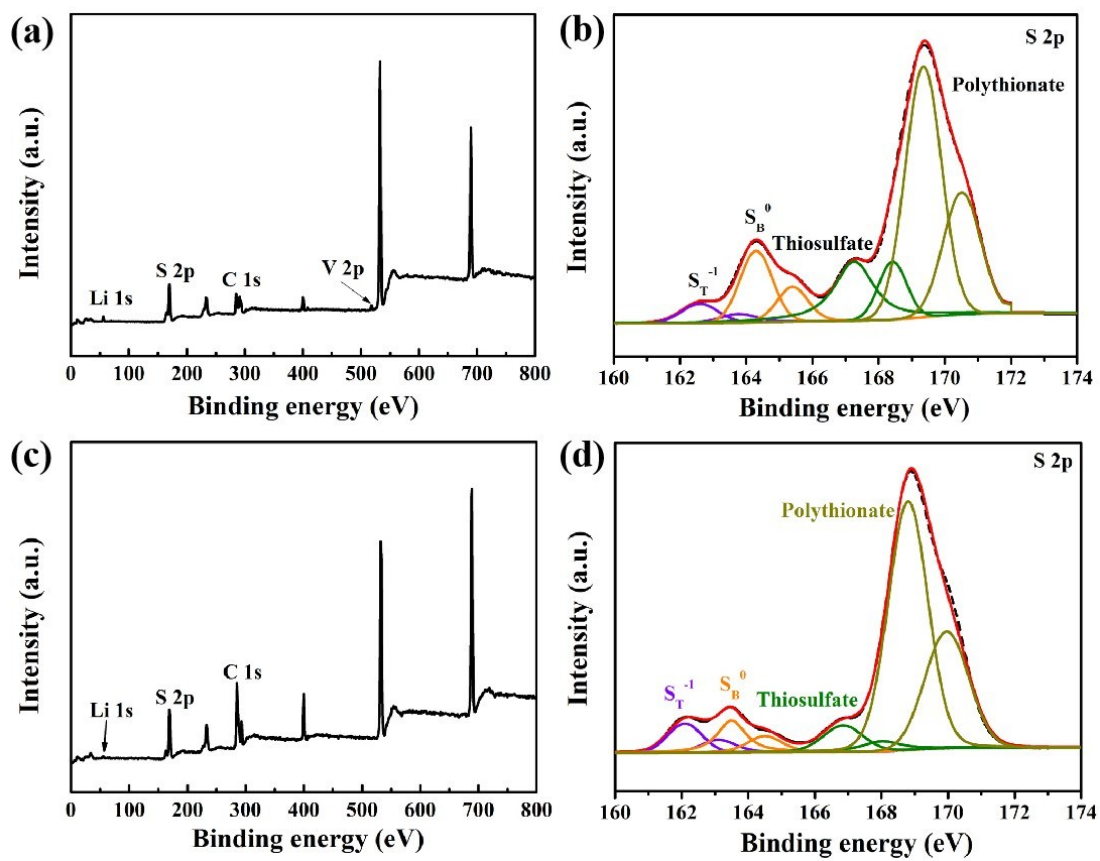 (a)
Intensity (a.u.)
Li 1s
S 2p
C 1s
V 2p
0 100 200 300 400 500 600 700 800
Binding energy (eV)
(b)
S 2p
Intensity (a.u.)
Polythionate
S_B^0
Thiosulfate
S_T^-1
160 162 164 166 168 170 172 174
Binding energy (eV)
(c)
Intensity (a.u.)
Li 1s
S 2p
C 1s
0 100 200 300 400 500 600 700 800
Binding energy (eV)
(d)
S 2p
Intensity (a.u.)
Polythionate
S_T^-1
S_B^0
Thiosulfate
160 162 164 166 168 170 172 174
Binding energy (eV)